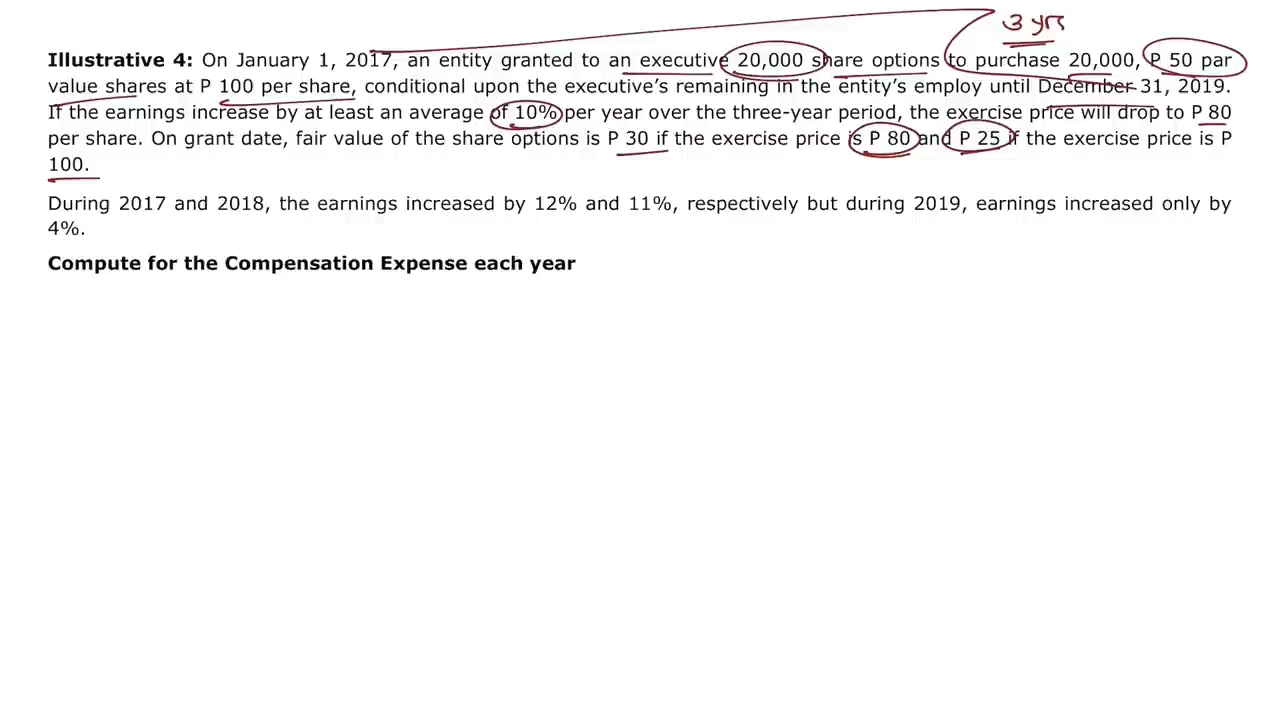 3 yrs
Illustrative 4: On January 1, 2017, an entity granted to an executive 20,000 share options to purchase 20,000, P 50 par
value shares at P 100 per share, conditional upon the executive's remaining in the entity's employ until December 31, 2019.
If the earnings increase by at least an average of 10% per year over the three-year period, the exercise price will drop to P 80
per share. On grant date, fair value of the share options is P 30 if the exercise price is P 80 and P 25 if the exercise price is P
100.
During 2017 and 2018, the earnings increased by 12% and 11%, respectively but during 2019, earnings increased only by
4%.
Compute for the Compensation Expense each year